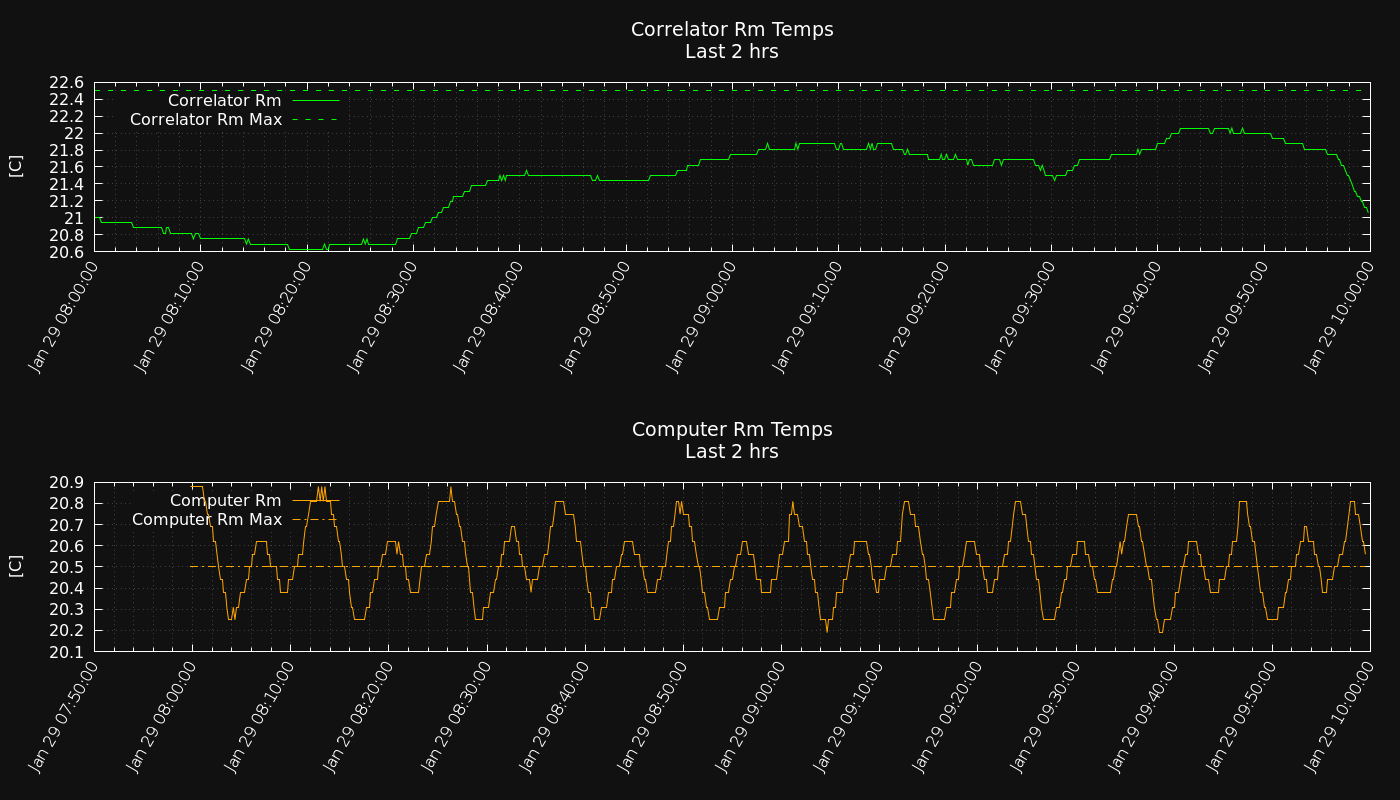 Correlator Rm Temps
Last 2 hrs
22.6
22.4
22.2
22
21.8
21.6
21.4
21.2
21
20.8
20.6
[C]
Correlator Rm
Correlator Rm Max
Jan 29 08:00:00
Jan 29 08:10:00
Jan 29 08:20:00
Jan 29 08:30:00
Jan 29 08:40:00
Jan 29 08:50:00
Jan 29 09:00:00
Jan 29 09:10:00
Jan 29 09:20:00
Jan 29 09:30:00
Jan 29 09:40:00
Jan 29 09:50:00
Jan 29 10:00:00
Computer Rm Temps
Last 2 hrs
20.9
20.8
20.7
20.6
20.5
20.4
20.3
20.2
20.1
[C]
Computer Rm
Computer Rm Max
Jan 29 07:50:00
Jan 29 08:00:00
Jan 29 08:10:00
Jan 29 08:20:00
Jan 29 08:30:00
Jan 29 08:40:00
Jan 29 08:50:00
Jan 29 09:00:00
Jan 29 09:10:00
Jan 29 09:20:00
Jan 29 09:30:00
Jan 29 09:40:00
Jan 29 09:50:00
Jan 29 10:00:00